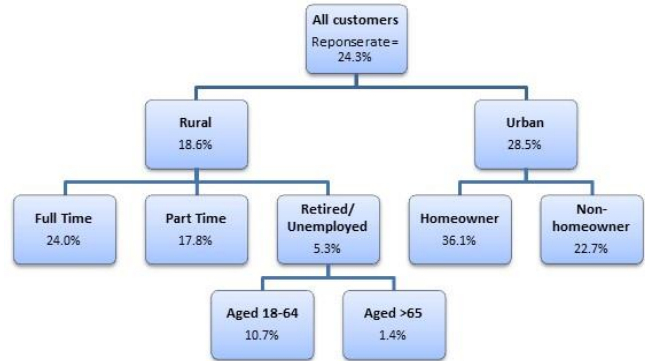 All customers
Reponserate=
24.3%
Rural
18.6%
Urban
28.5%
Full Time
24.0%
Part Time
17.8%
Retired/
Unemployed
5.3%
Homeowner
36.1%
Non-
homeowner
22.7%
Aged 18-64
10.7%
Aged >65
1.4%